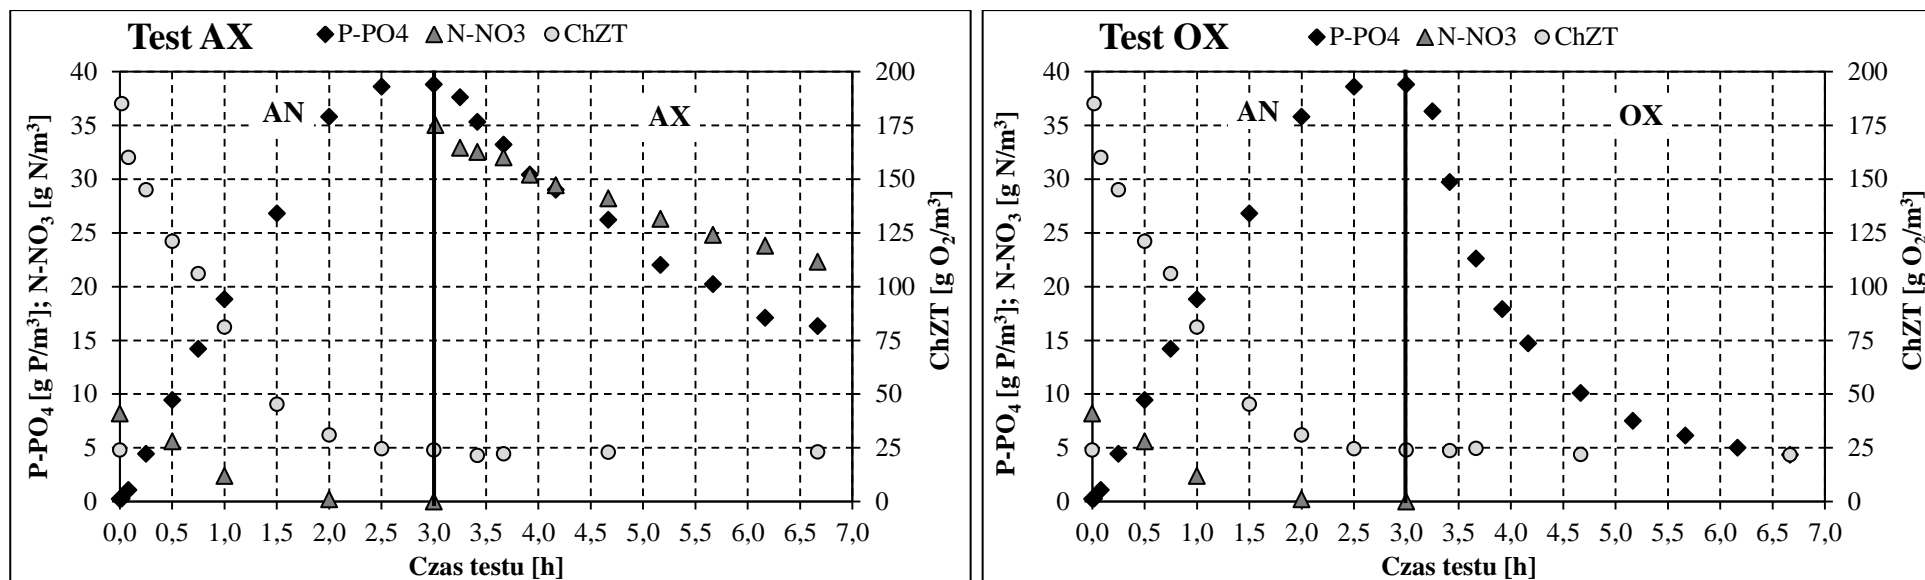 Test AX
P-PO4 N-NO3 ChZT
40 200
35 175
30 150
25 125
20 100
15 75
10 50
5 25
0 0
AN AX
0,0 0,5 1,0 1,5 2,0 2,5 3,0 3,5 4,0 4,5 5,0 5,5 6,0 6,5 7,0
Czas testu [h]
P-PO₄ [g P/m³]; N-NO₃ [g N/m³]
ChZT [g O₂/m³]
Test OX
P-PO4 N-NO3 ChZT
40 200
35 175
30 150
25 125
20 100
15 75
10 50
5 25
0 0
AN OX
0,0 0,5 1,0 1,5 2,0 2,5 3,0 3,5 4,0 4,5 5,0 5,5 6,0 6,5 7,0
Czas testu [h]
P-PO₄ [g P/m³]; N-NO₃ [g N/m³]
ChZT [g O₂/m³]